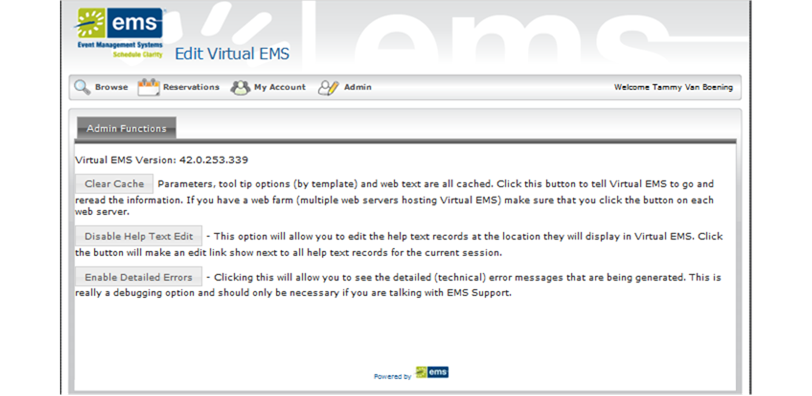 ems
Event Management Systems
Schedule Clarity
Edit Virtual EMS
ems
Browse Reservations My Account Admin Welcome Tammy Van Boening
Admin Functions
Virtual EMS Version: 42.0.253.339
Clear Cache Parameters, tool tip options (by template) and web text are all cached. Click this button to tell Virtual EMS to go and
reread the information. If you have a web farm (multiple web servers hosting Virtual EMS) make sure that you click the button on each
web server.
Disable Help Text Edit - This option will allow you to edit the help text records at the location they will display in Virtual EMS. Click
the button will make an edit link show next to all help text records for the current session.
Enable Detailed Errors - Clicking this will allow you to see the detailed (technical) error messages that are being generated. This is
really a debugging option and should only be necessary if you are talking with EMS Support.
Powered by ems